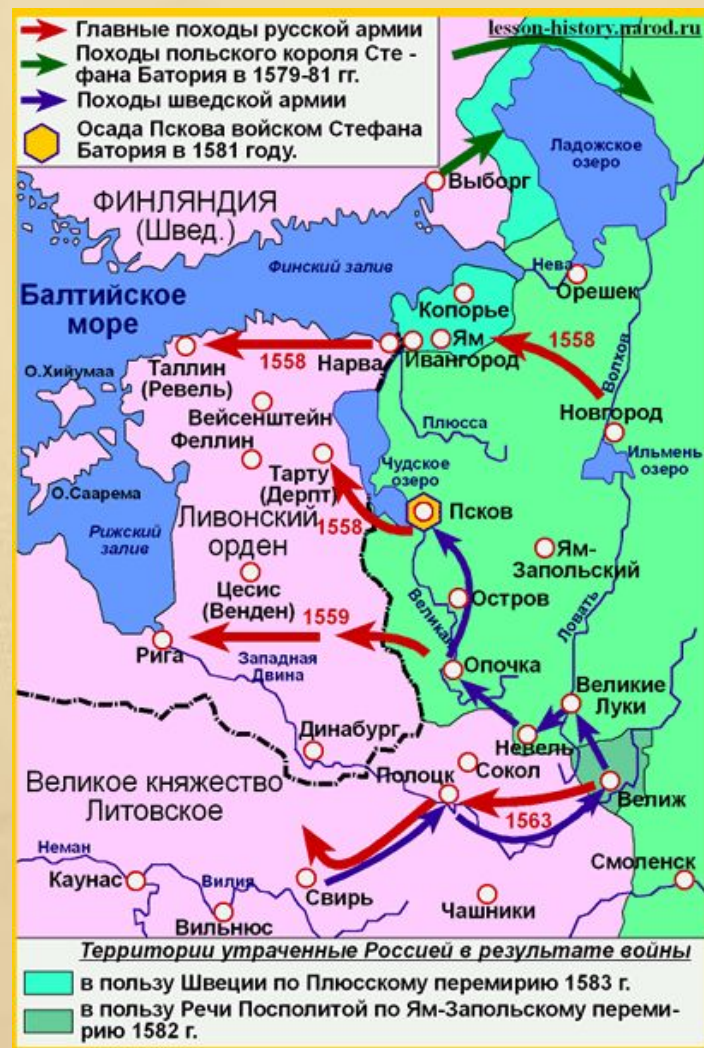 lesson-history.narod.ru
Главные походы русской армии
Походы польского короля Сте -
фана Батория в 1579-81 гг.
Походы шведской армии
Осада Пскова войском Стефана
Батория в 1581 году.
Ладожское
озеро
Выборг
ФИНЛЯНДИЯ
(Швед.)
Финский залив
Нева
Орешек
Балтийское
море
Копорье
Ям
1558
1558
Нарва
Ивангород
Таллин
(Ревель)
О.Хийумаа
Волхов
Вейсенштейн
Плюсса
Новгород
Феллин
Чудское
озеро
Ильмень
озеро
Тарту
(Дерпт)
О.Саарема
Псков
1558
Рижский
залив
Ливонский
орден
Ям-
Запольский
Цесис
(Венден)
Остров
1559
Великая
Ловать
Рига
Западная
Двина
Опочка
Великие
Луки
Динабург
Невель
Сокол
Великое княжество
Литовское
Полоцк
Велиж
1563
Неман
Смоленск
Каунас
Вилия
Свирь
Чашники
Вильнюс
Территории утраченные Россией в результате войны
в пользу Швеции по Плюсскому перемирию 1583 г.
в пользу Речи Посполитой по Ям-Запольскому переми-
рию 1582 г.